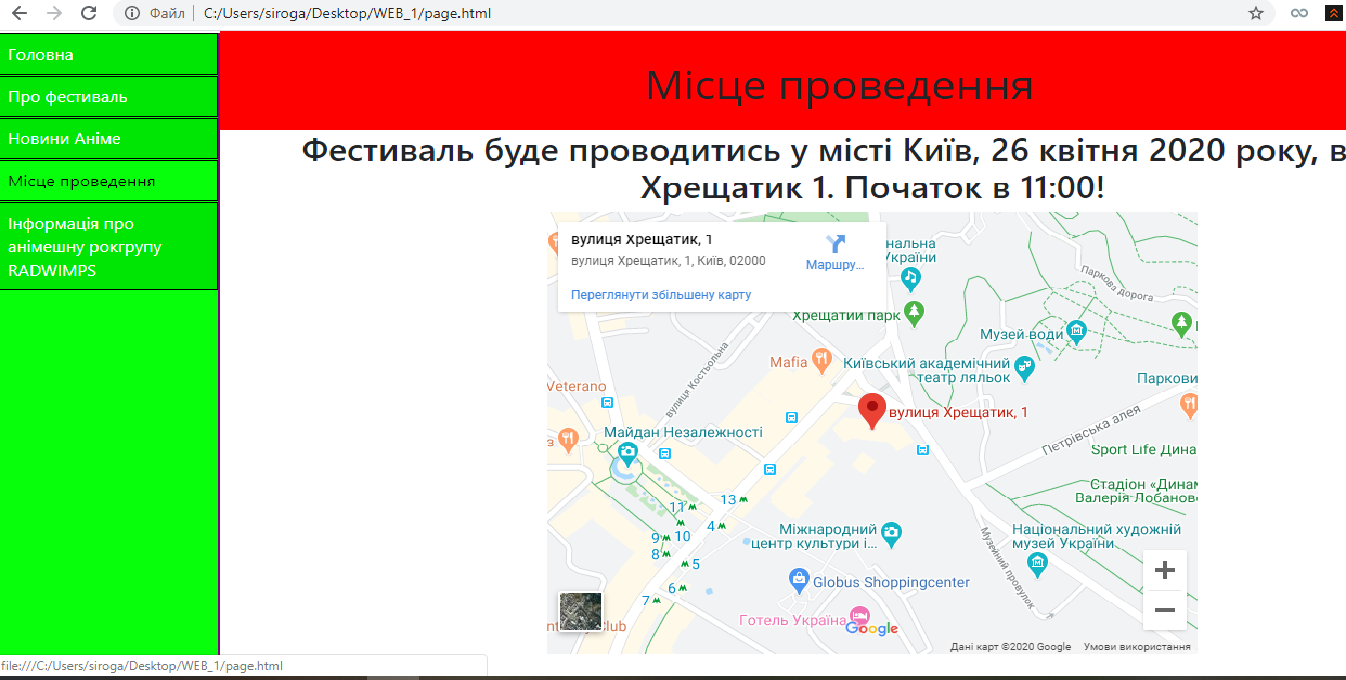 Файл
C:/Users/siroga/Desktop/WEB_1/page.html
Головна
Про фестиваль
Новини Аніме
Місце проведення
Інформація про
анімешну рокгрупу
RADWIMPS
Місце проведення
Фестиваль буде проводитись у місті Київ, 26 квітня 2020 року, в
Хрещатик 1. Початок в 11:00!
вулиця Хрещатик, 1
вулиця Хрещатик, 1, Київ, 02000
Маршру...
Переглянути збільшену карту
нальна
України
Паркова дорога
Хрещатий парк
Музей води
Mafia
Київський академічний
театр ляльок
Паркови
вулиця Костьольна
Veterano
вулиця Хрещатик, 1
Петрівська алея
Майдан Незалежності
Sport Life Дина
Стадіон «Динам
Валерія Лобанов
13
11
4
10
9
8
5
6
7
Міжнародний
центр культури і...
Національний художній
музей України
Музейний провулок
Globus Shoppingcenter
Готель Україна
Club
Google
Дані карт ©2020 Google
Умови використання
file:///C:/Users/siroga/Desktop/WEB_1/page.html